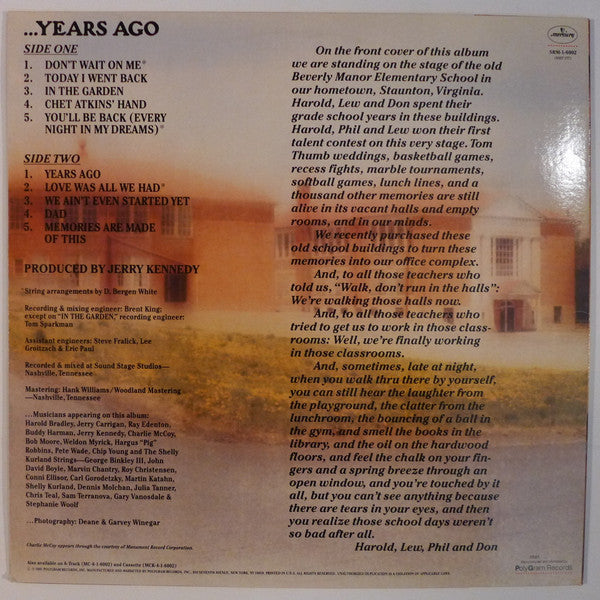 ...YEARS AGO
SIDE ONE
1. DON'T WAIT ON ME*
2. TODAY I WENT BACK
3. IN THE GARDEN
4. CHET ATKINS' HAND
5. YOU'LL BE BACK (EVERY
NIGHT IN MY DREAMS)*
SIDE TWO
1. YEARS AGO
2. LOVE WAS ALL WE HAD*
3. WE AIN'T EVEN STARTED YET
4. DAD
5. MEMORIES ARE MADE
OF THIS
PRODUCED BY JERRY KENNEDY
*String arrangements by D. Bergen White
Recording & mixing engineer: Brent King:
except on "IN THE GARDEN," recording engineer:
Tom Sparkman
Assistant engineers: Steve Fralick, Lee
Groitzsch & Eric Paul
Recorded & mixed at Sound Stage Studios—
Nashville, Tennessee
Mastering: Hank Williams/Woodland Mastering
—Nashville, Tennessee
...Musicians appearing on this album:
Harold Bradley, Jerry Carrigan, Ray Edenton,
Buddy Harman, Jerry Kennedy, Charlie McCoy,
Bob Moore, Weldon Myrick, Hargus "Pig"
Robbins, Pete Wade, Chip Young and The Shelly
Kurland Strings—George Binkley III, John
David Boyle, Marvin Chantry, Roy Christensen,
Conni Ellisor, Carl Gorodetzky, Martin Katahn,
Shelly Kurland, Dennis Molchan, Julia Tanner,
Chris Teal, Sam Terranova, Gary Vanosdale &
Stephanie Woolf
...Photography: Deane & Garvey Winegar
Charlie McCoy appears through the courtesy of Monument Record Corporation.
Also available on 8-Track (MC-8-1-6002) and Cassette (MCR-4-1-6002)
mercury
SRM-1-6002
On the front cover of this album
we are standing on the stage of the old
Beverly Manor Elementary School in
our hometown, Staunton, Virginia.
Harold, Lew and Don spent their
grade school years in these buildings.
Harold, Phil and Lew won their first
talent contest on this very stage. Tom
Thumb weddings, basketball games,
recess fights, marble tournaments,
softball games, lunch lines, and a
thousand other memories are still
alive in its vacant halls and empty
rooms, and in our minds.
We recently purchased these
old school buildings to turn these
memories into our office complex.
And, to all those teachers who
told us, "Walk, don't run in the halls":
We're walking those halls now.
And, to all those teachers who
tried to get us to work in those class-
rooms: Well, we're finally working
in those classrooms.
And, sometimes, late at night,
when you walk thru there by yourself,
you can still hear the laughter from
the playground, the clatter from the
lunchroom, the bouncing of a ball in
the gym, and smell the books in the
library, and the oil on the hardwood
floors, and feel the chalk on your fin-
gers and a spring breeze through an
open window, and you're touched by it
all, but you can't see anything because
there are tears in your eyes, and then
you realize those school days weren't
so bad after all.
Harold, Lew, Phil and Don
PolyGram Records